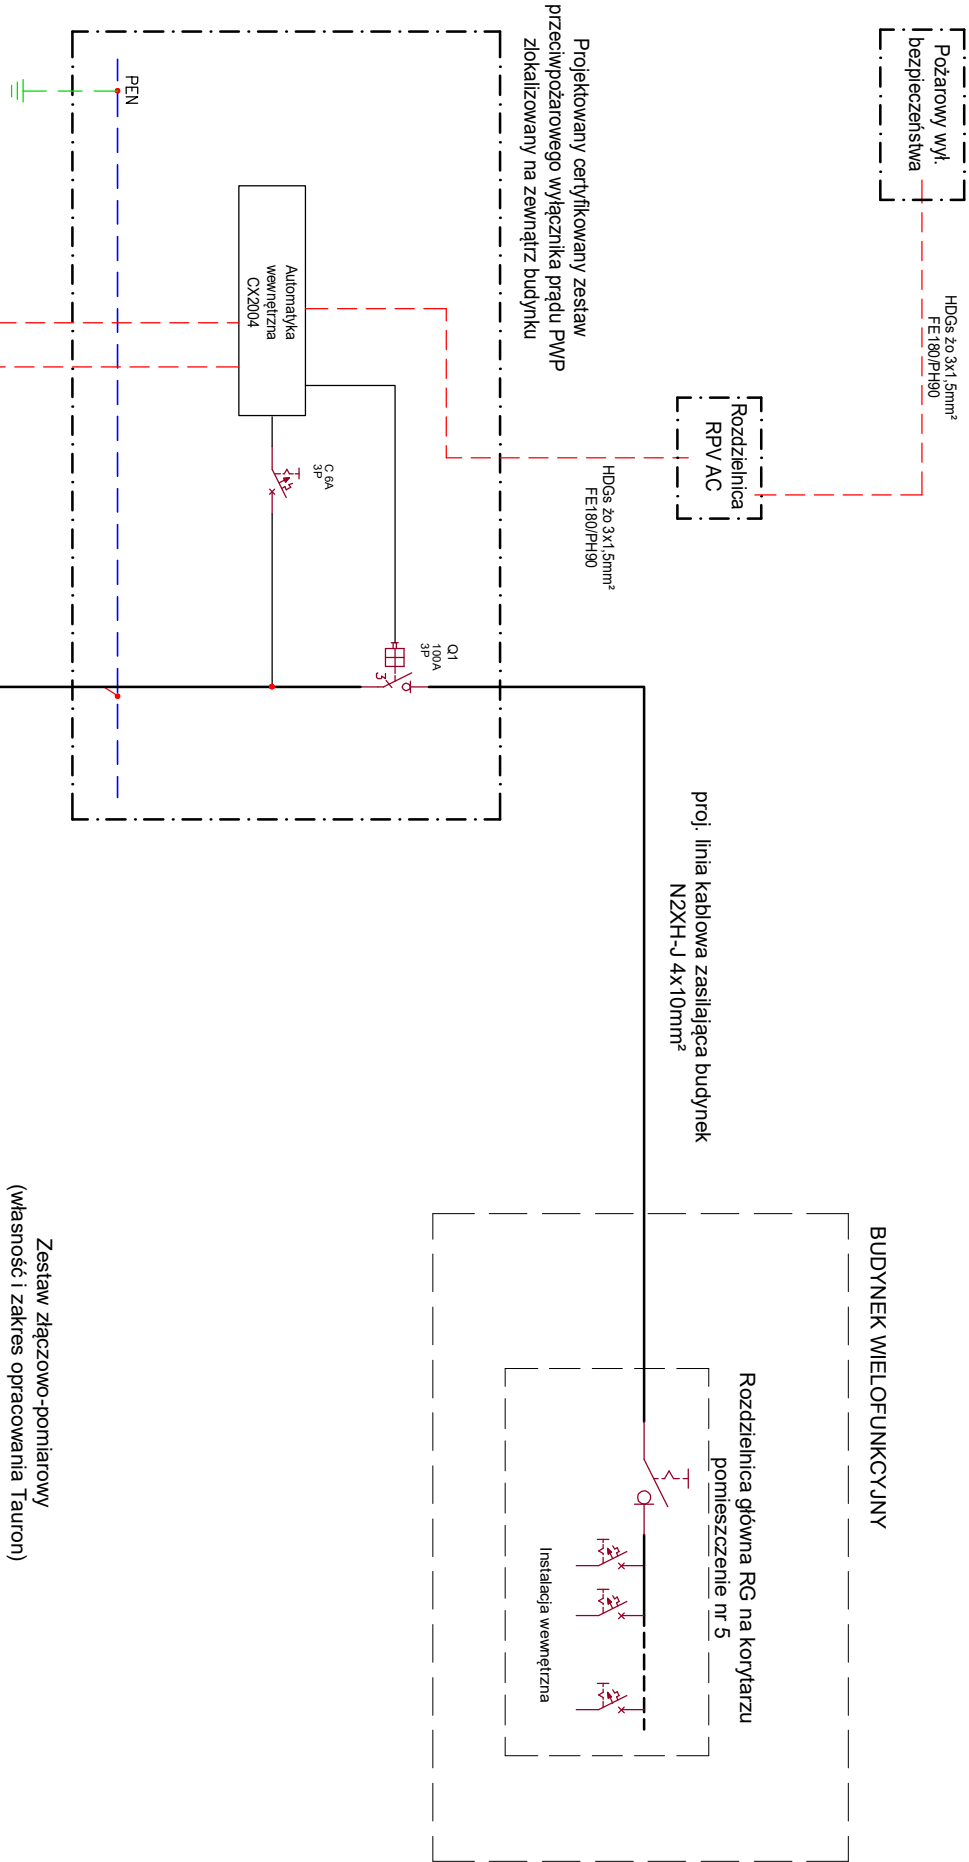 Pożarowy wył.
bezpieczeństwa
HDGs żo 3x1,5mm²
FE180/PH90
Rozdzielnica
RPV AC
HDGs żo 3x1,5mm²
FE180/PH90
Projektowany certyfikowany zestaw
przeciwpożarowego wyłącznika prądu PWP
zlokalizowany na zewnątrz budynku
PEN
Automatyka
wewnętrzna
CX2004
C 6A
3P
Q1
100A
3P
3
proj. linia kablowa zasilająca budynek
N2XH-J 4x10mm²
BUDYNEK WIELOFUNKCYJNY
Rozdzielnica główna RG na korytarzu
pomieszczenie nr 5
Instalacja wewnętrzna
Zestaw złączowo-pomiarowy
(własność i zakres opracowania Tauron)